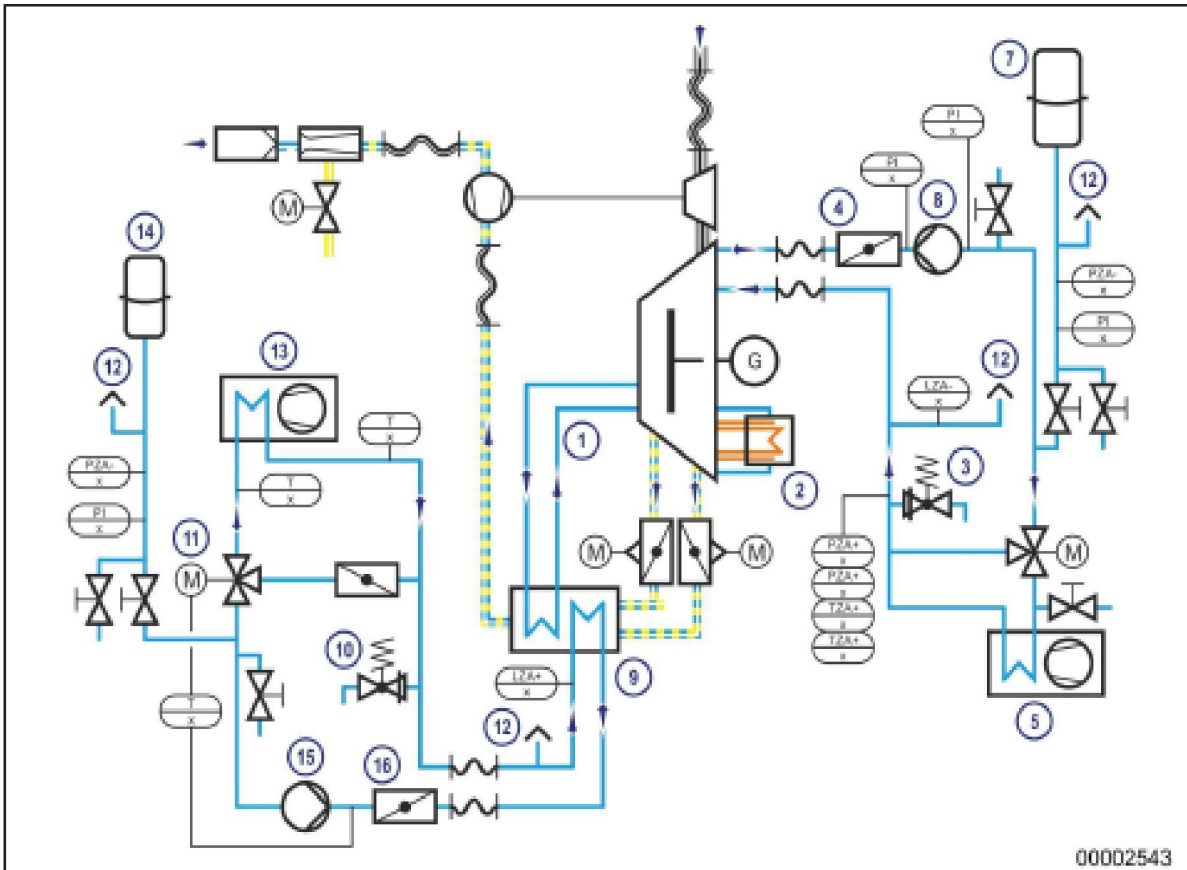 7
PI
x
PI
x
12
4
8
M
14
PZA-
x
PI
x
G
13
12
12
T
x
LZA-
x
1
3
PZA-
x
T
x
2
PI
x
11
M
M
M
PZA+
x
PZA+
x
TZA+
x
TZA+
x
M
10
LZA+
x
9
T
x
12
5
15
16
00002543